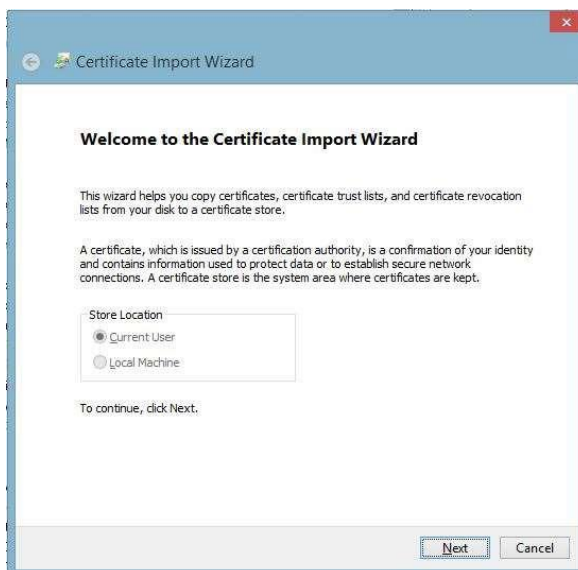 Certificate Import Wizard
Welcome to the Certificate Import Wizard
This wizard helps you copy certificates, certificate trust lists, and certificate revocation
lists from your disk to a certificate store.
A certificate, which is issued by a certification authority, is a confirmation of your identity
and contains information used to protect data or to establish secure network
connections. A certificate store is the system area where certificates are kept.
Store Location
Current User
Local Machine
To continue, click Next.
Next
Cancel